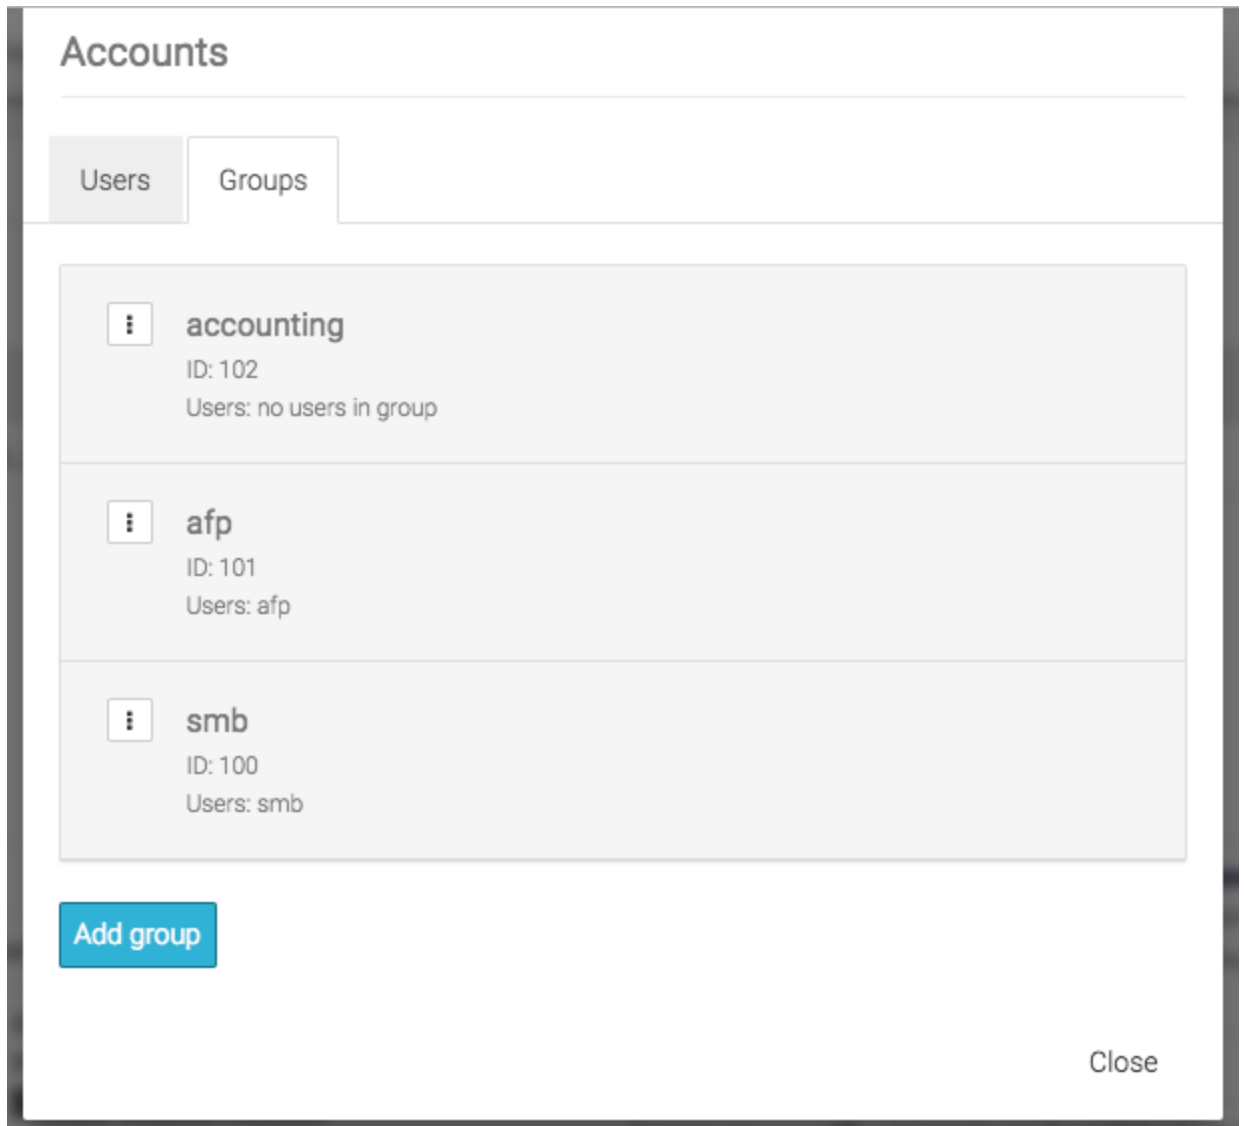 Accounts
Users
Groups
accounting
ID: 102
Users: no users in group
afp
ID: 101
Users: afp
smb
ID: 100
Users: smb
Add group
Close